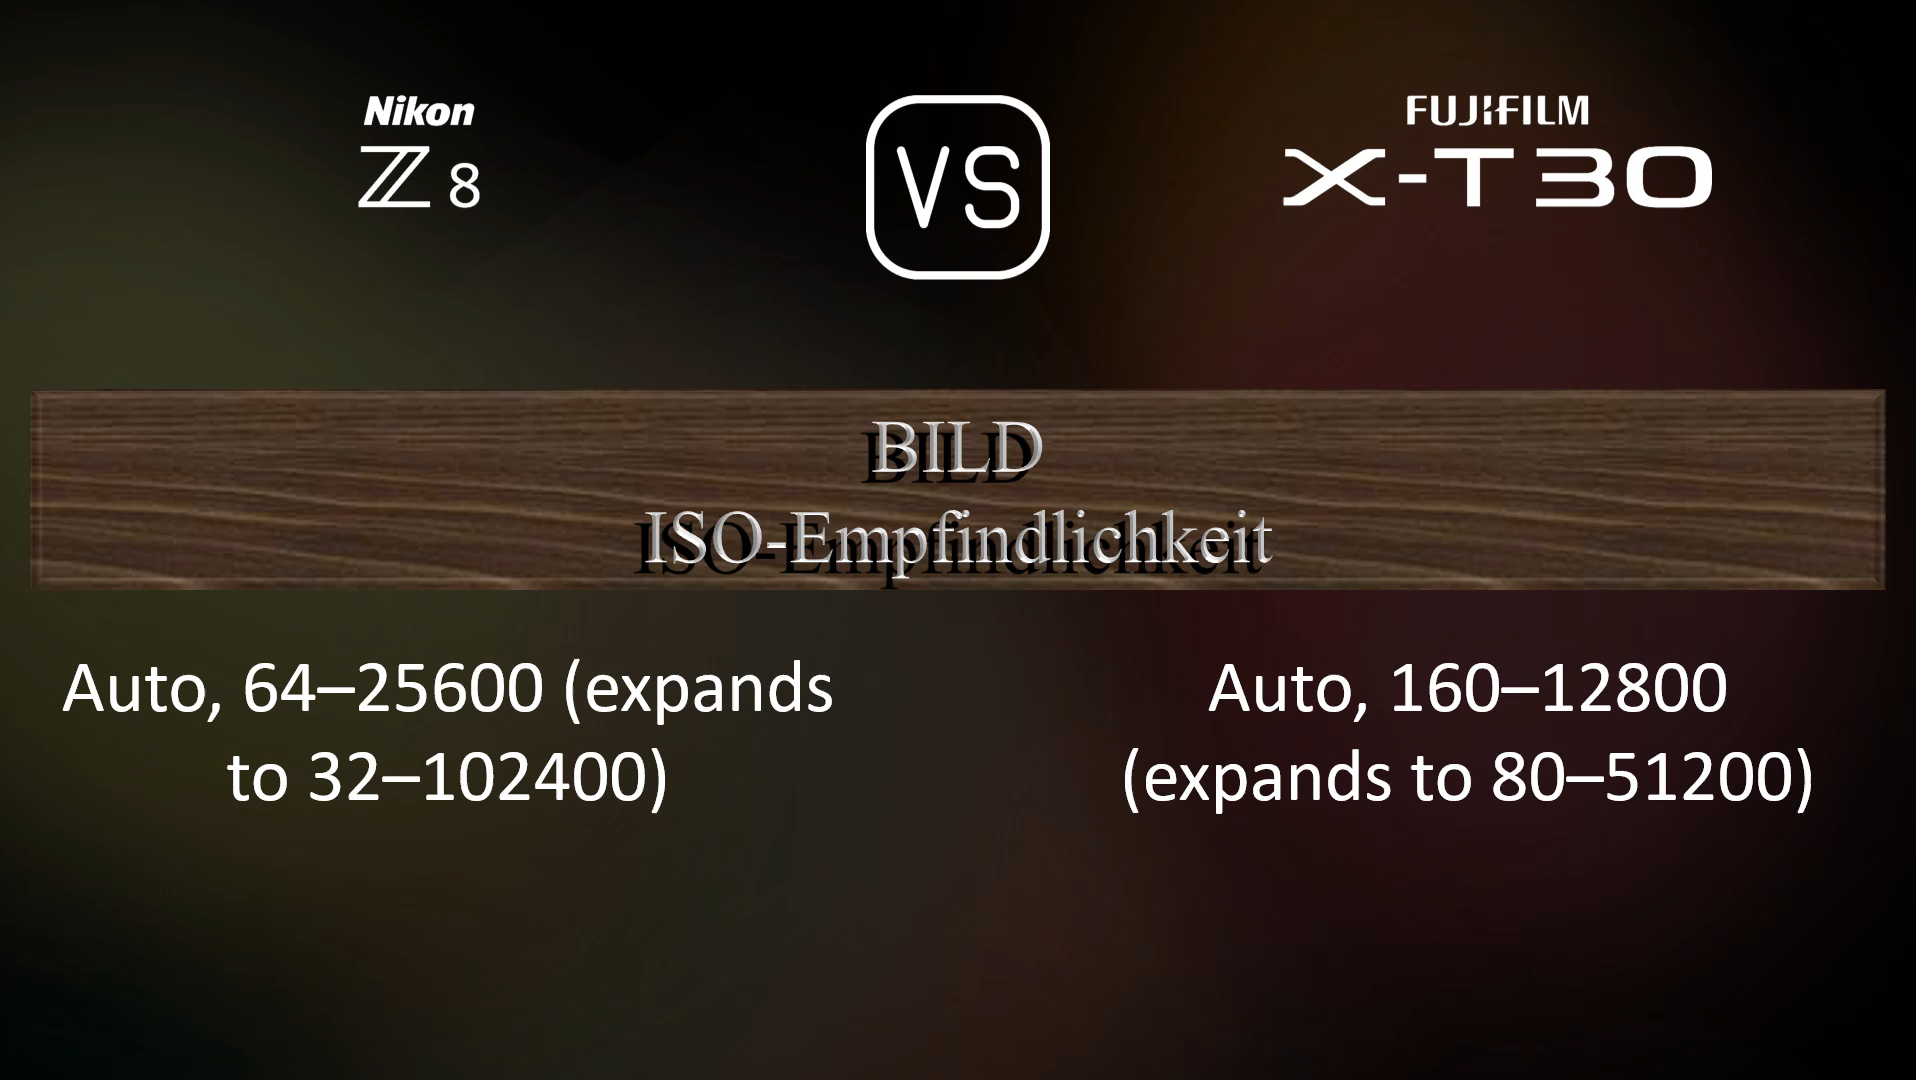 Nikon
Z 8
VS
FUJIFILM
X-T30
BILD
ISO-Empfindlichkeit
Auto, 64–25600 (expands
to 32–102400)
Auto, 160–12800
(expands to 80–51200)